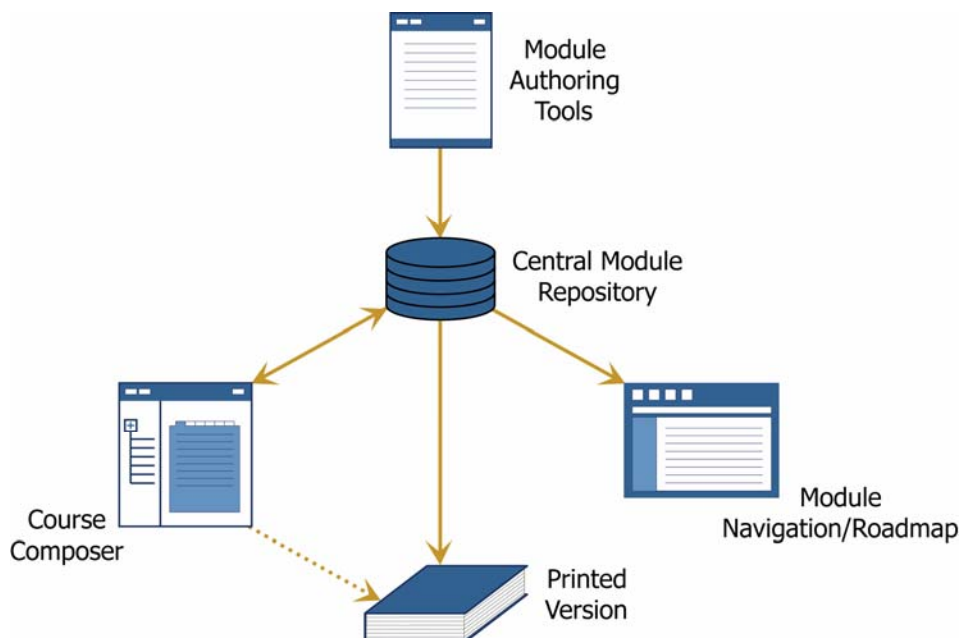 Module
Authoring
Tools
Central Module
Repository
Course
Composer
Module
Navigation/Roadmap
Printed
Version